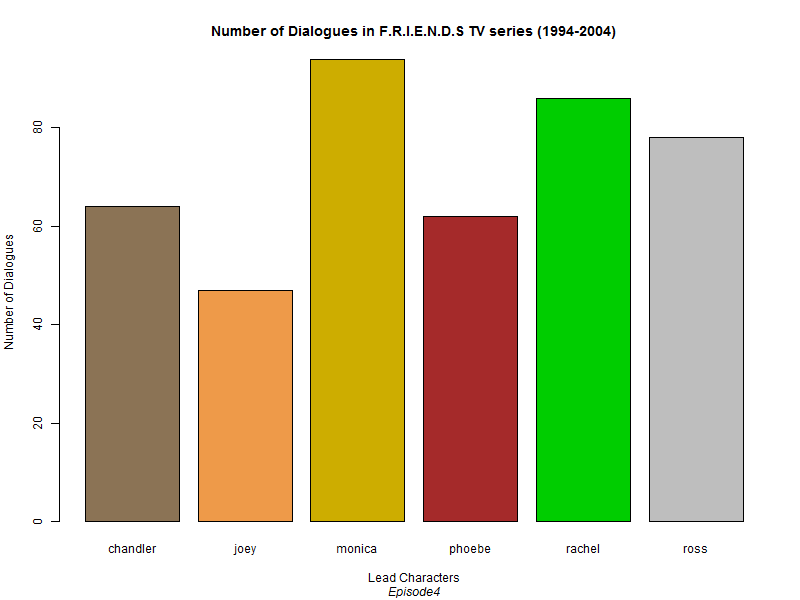 Number of Dialogues in F.R.I.E.N.D.S TV series (1994-2004)
Number of Dialogues
80
60
40
20
0
chandler joey monica phoebe rachel ross
Lead Characters
Episode4